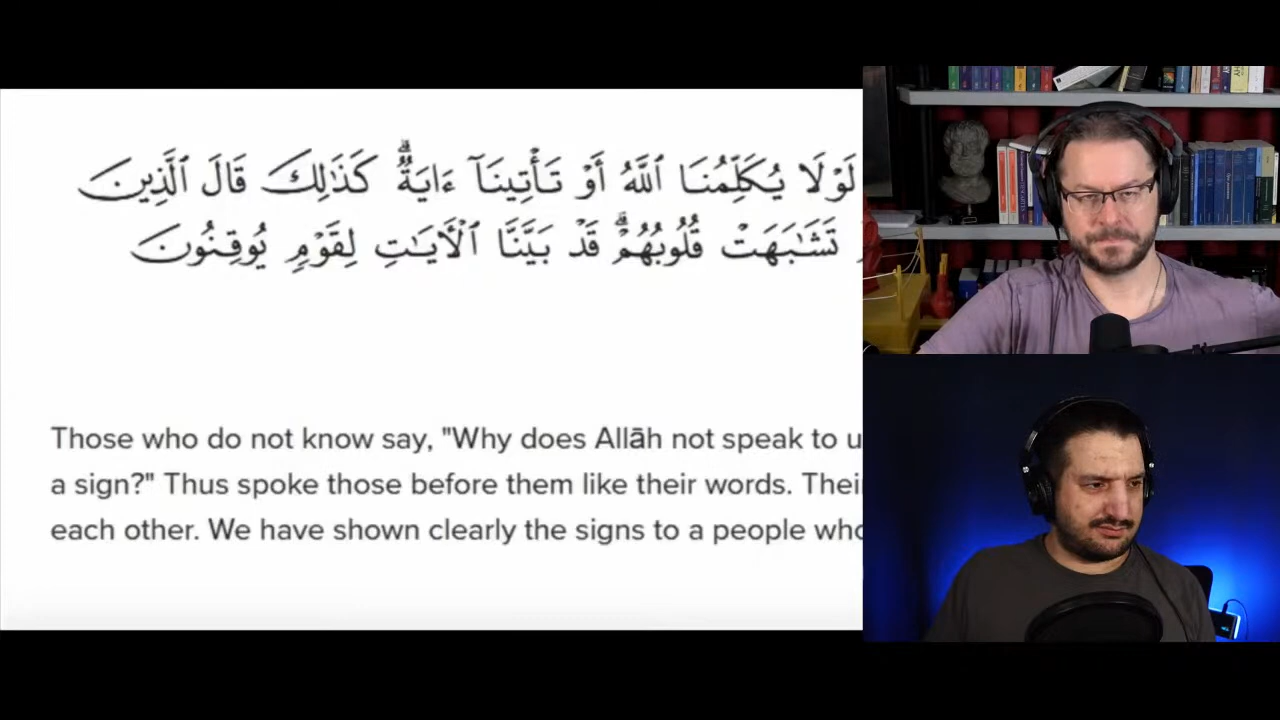 لَوْلَا يُكَلِّمُنَا ٱللَّهُ أَوْ تَأْتِينَآ ءَايَةٌۗ كَذَٰلِكَ قَالَ ٱلَّذِينَ
تَشَـٰبَهَتْ قُلُوبُهُمْۗ قَدْ بَيَّنَّا ٱلْـَٔايَـٰتِ لِقَوْمٍ يُوقِنُونَ
Those who do not know say, "Why does Allāh not speak to u
a sign?" Thus spoke those before them like their words. Thei
each other. We have shown clearly the signs to a people who